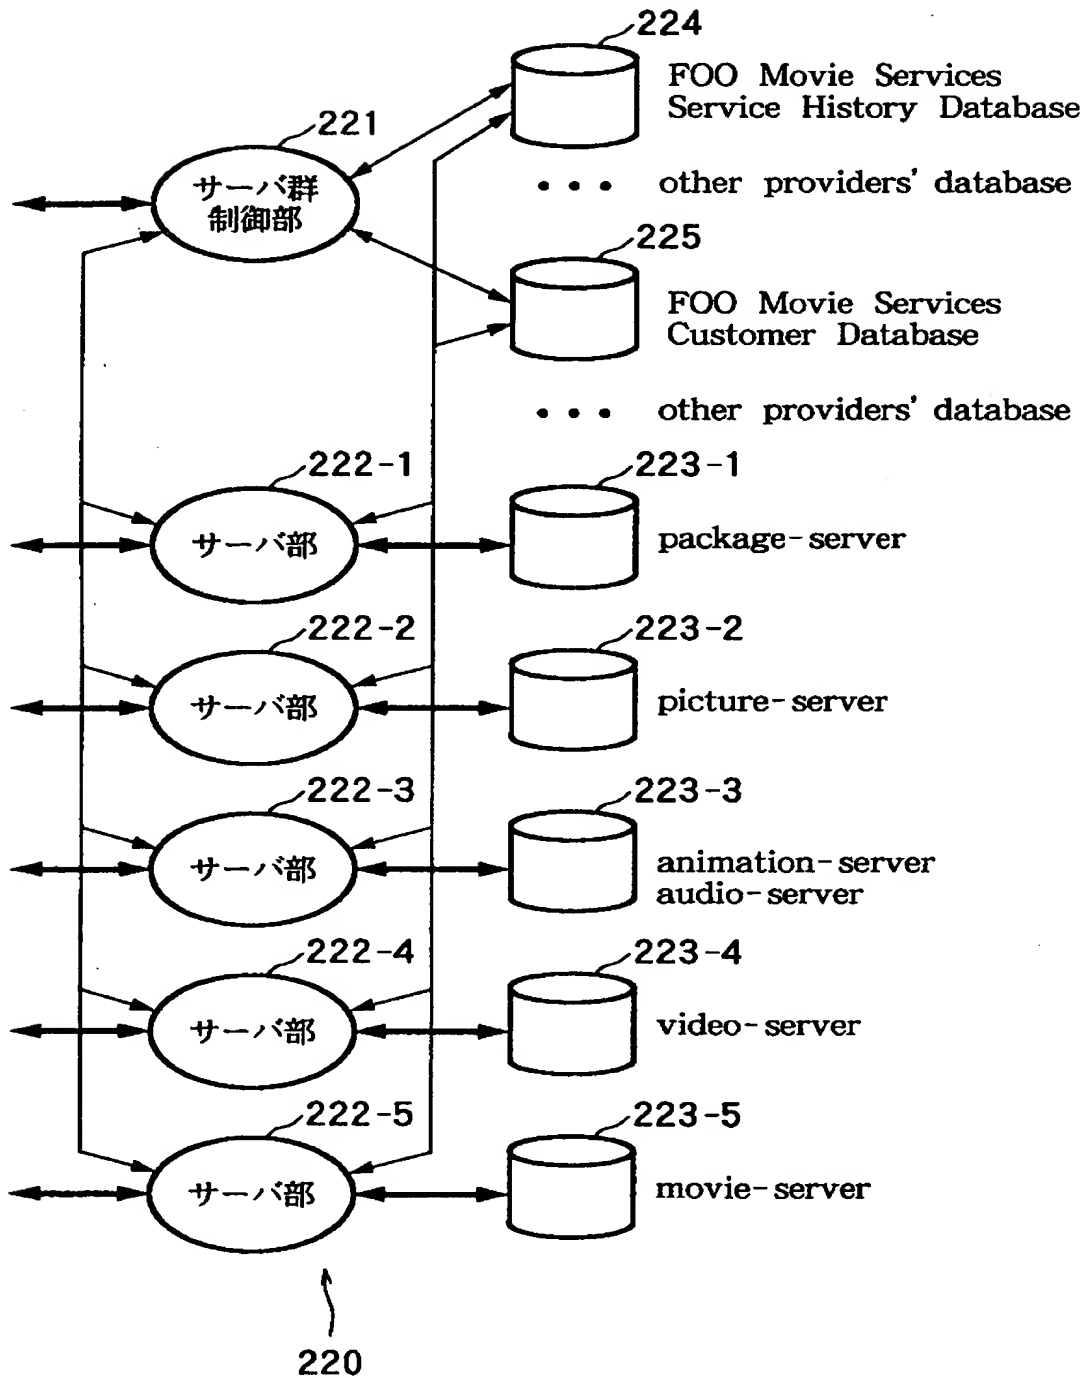 224
FOO Movie Services
Service History Database
221
サーバ群
制御部
• • • other providers' database
225
FOO Movie Services
Customer Database
• • • other providers' database
222-1
223-1
サーバ部
package-server
222-2
223-2
サーバ部
picture-server
222-3
223-3
サーバ部
animation-server
audio-server
222-4
223-4
サーバ部
video-server
222-5
223-5
サーバ部
movie-server
220